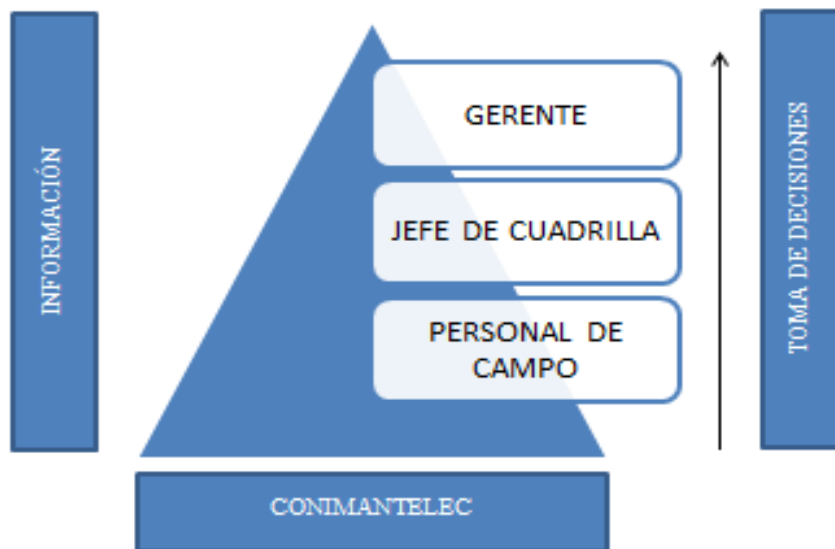 INFORMACIÓN
GERENTE
JEFE DE CUADRILLA
PERSONAL DE
CAMPO
TOMA DE DECISIONES
CONIMANTELEC